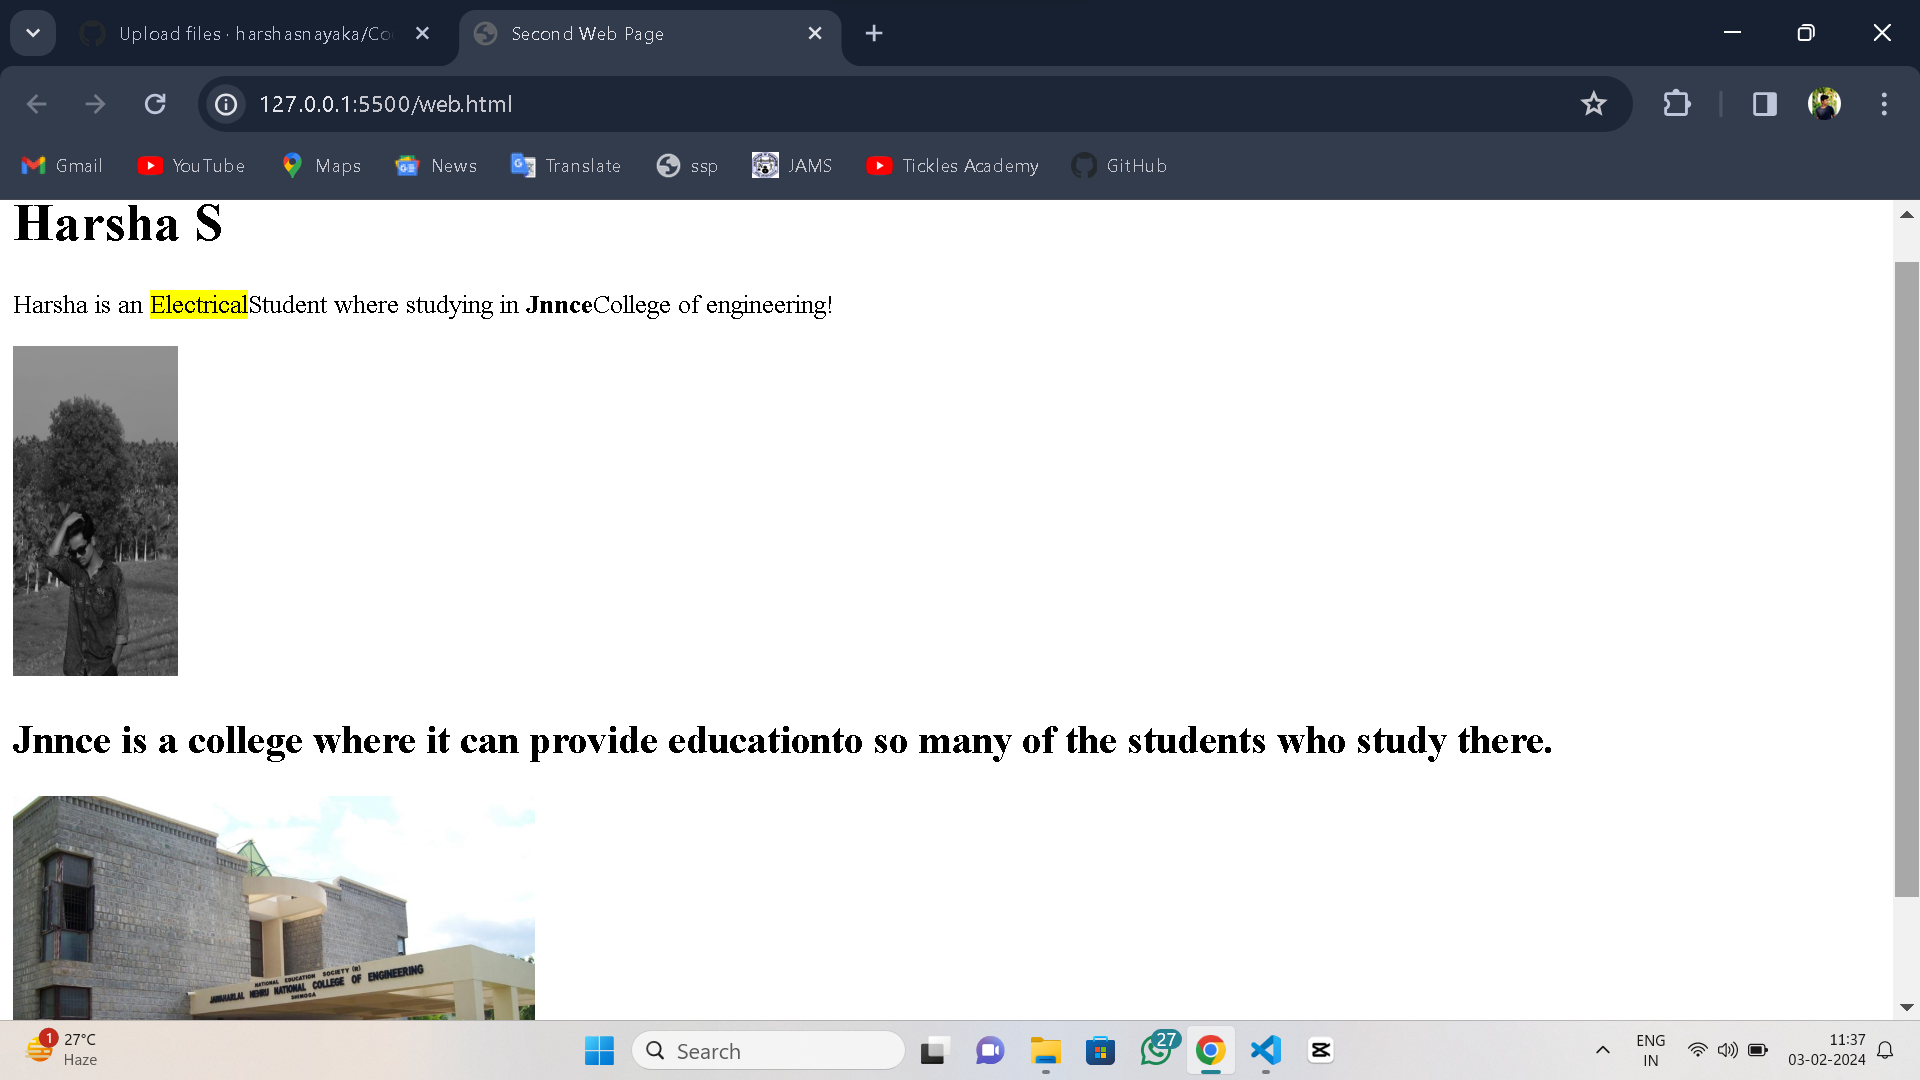 Upload files · harshasnayaka/Co
Second Web Page
127.0.0.1:5500/web.html
Gmail
YouTube
Maps
News
Translate
ssp
JAMS
Tickles Academy
GitHub
Harsha S
Harsha is an ElectricalStudent where studying in JnnceCollege of engineering!
Jnnce is a college where it can provide educationto so many of the students who study there.
NATIONAL EDUCATION SOCIETY (R)
JAWAHARLAL NEHRU NATIONAL COLLEGE OF ENGINEERING
SHIMOGA
1
27°C
Haze
Search
27
ENG
IN
11:37
03-02-2024